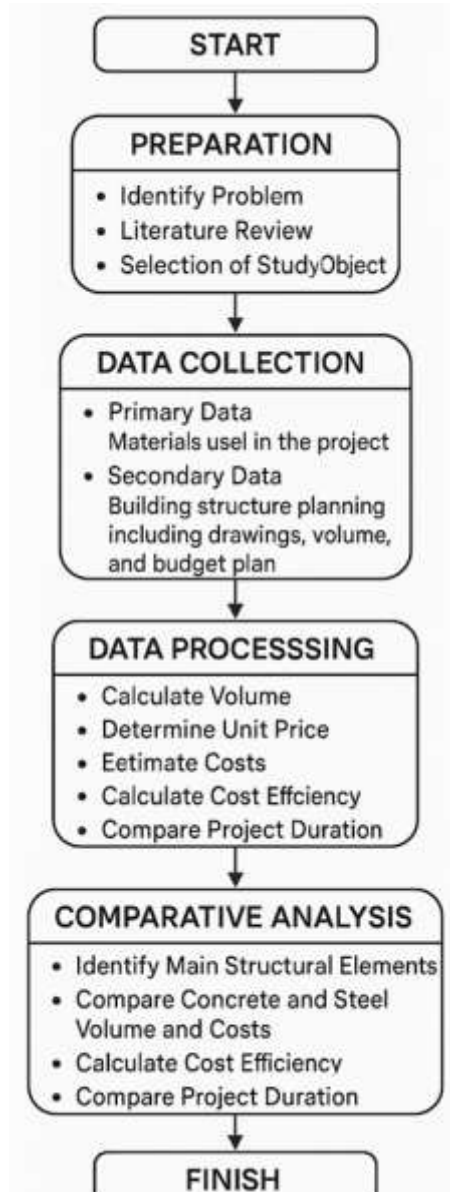 START
PREPARATION
• Identify Problem
• Literature Review
• Selection of StudyObject
DATA COLLECTION
• Primary Data
Materials usel in the project
• Secondary Data
Building structure planning
including drawings, volume,
and budget plan
DATA PROCESSSING
• Calculate Volume
• Determine Unit Price
• Eetimate Costs
• Calculate Cost Effciency
• Compare Project Duration
COMPARATIVE ANALYSIS
• Identify Main Structural Elements
• Compare Concrete and Steel
Volume and Costs
• Calculate Cost Efficiency
• Compare Project Duration
FINISH